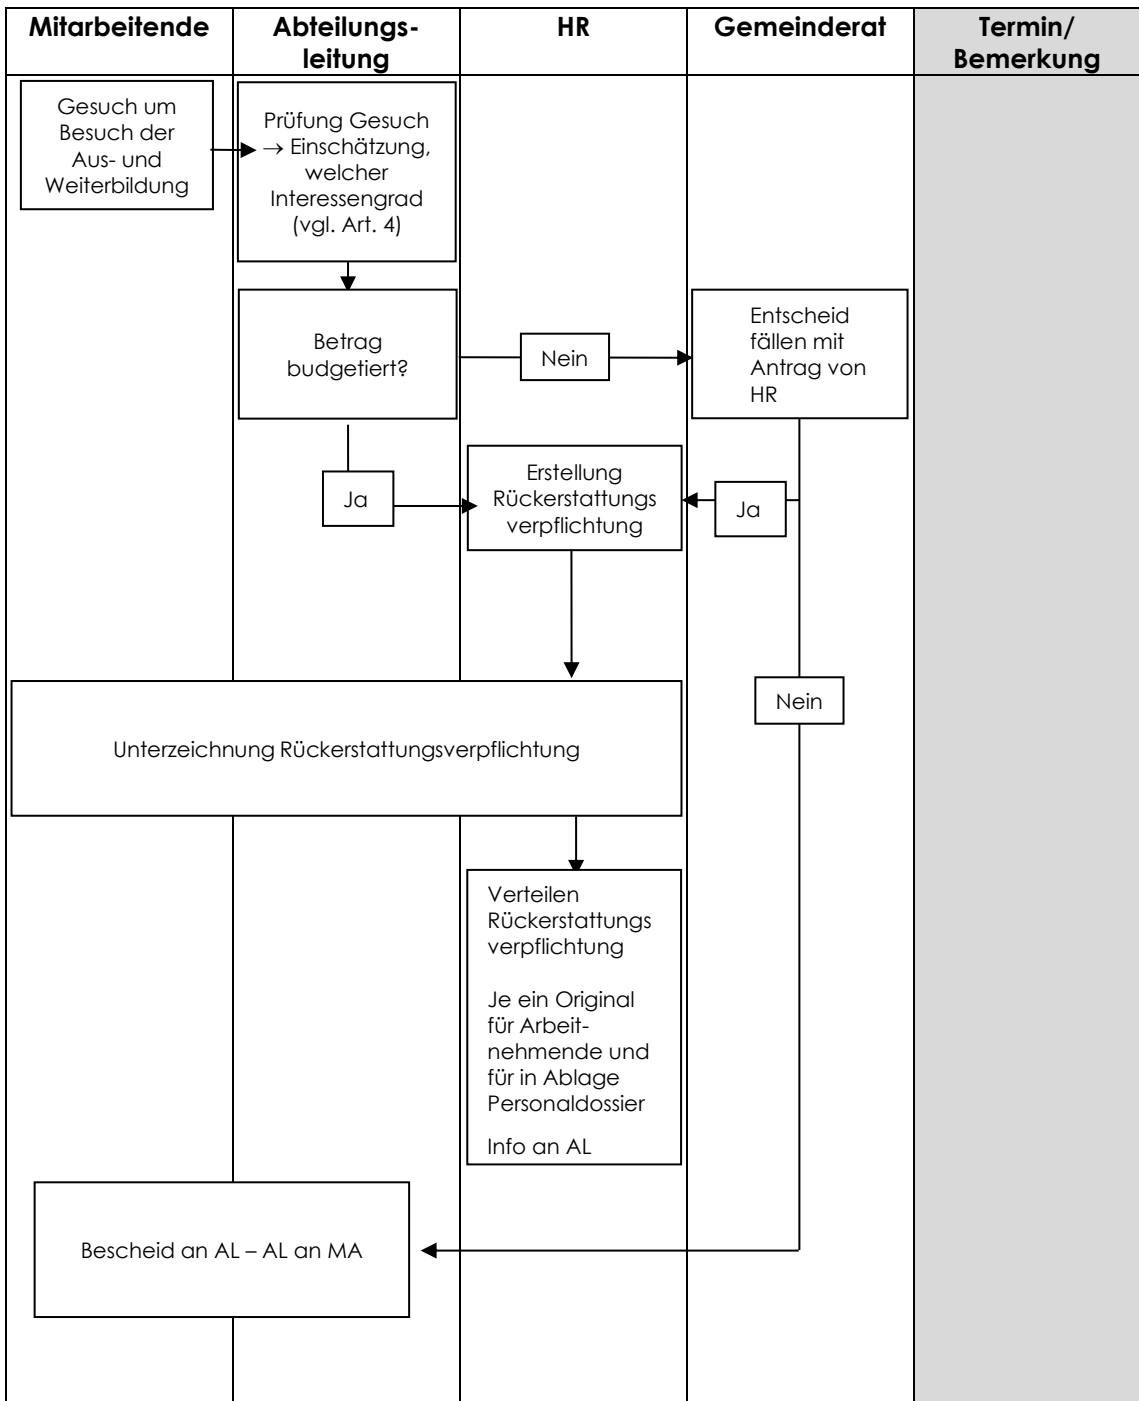 Mitarbeitende
Abteilungs-
leitung
HR
Gemeinderat
Termin/
Bemerkung
Gesuch um
Besuch der
Aus- und
Weiterbildung
Prüfung Gesuch
→ Einschätzung,
welcher
Interessengrad
(vgl. Art. 4)
Betrag
budgetiert?
Nein
Entscheid
fällen mit
Antrag von
HR
Ja
Erstellung
Rückerstattungs
verpflichtung
Ja
Unterzeichnung Rückerstattungsverpflichtung
Nein
Verteilen
Rückerstattungs
verpflichtung
Je ein Original
für Arbeit-
nehmende und
für in Ablage
Personaldossier
Info an AL
Bescheid an AL – AL an MA